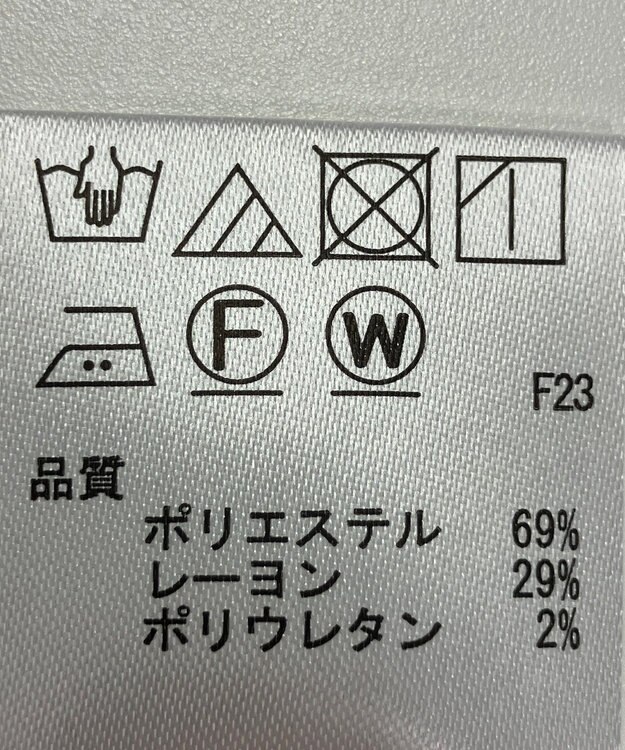 F W
F23
品質
ポリエステル 69%
レーヨン 29%
ポリウレタン 2%